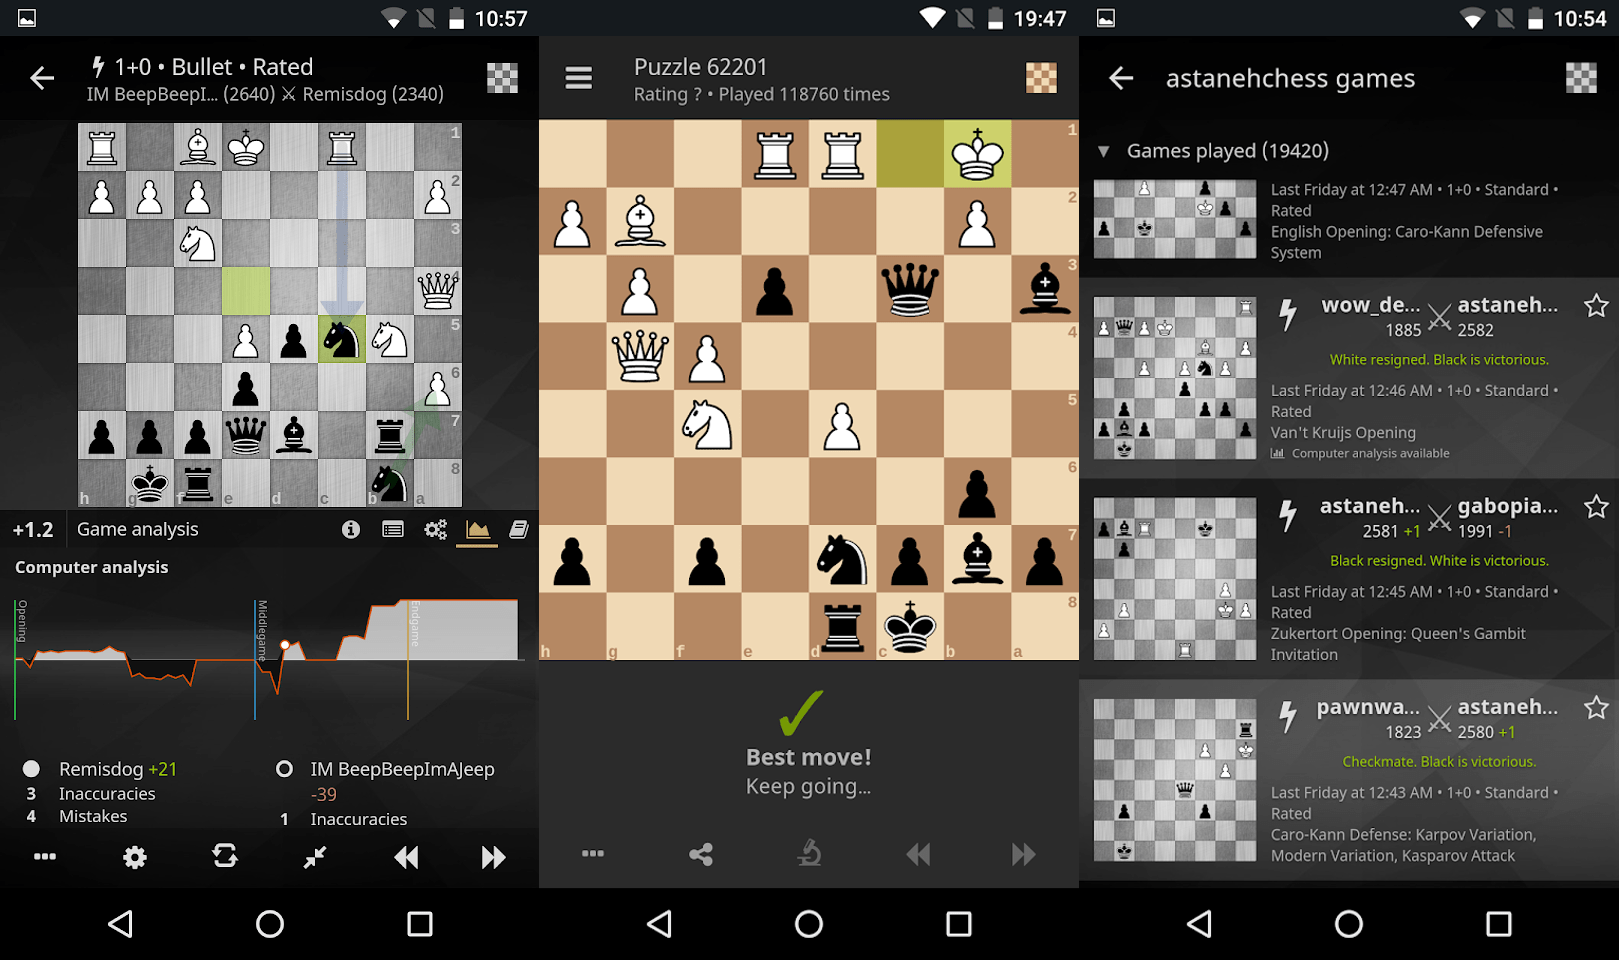 10:57
1+0 • Bullet • Rated
IM BeepBeepI... (2640) ⚔ Remisdog (2340)
1
2
3
4
5
6
7
8
h g f e d c b a
+1.2 Game analysis
Computer analysis
Opening
Middlegame
Endgame
Remisdog +21
3 Inaccuracies
4 Mistakes
IM BeepBeepImAJeep
-39
1 Inaccuracies
19:47
Puzzle 62201
Rating ? • Played 118760 times
1
2
3
4
5
6
7
8
h g f e d c b a
Best move!
Keep going...
10:54
astanehchess games
Games played (19420)
Last Friday at 12:47 AM • 1+0 • Standard •
Rated
English Opening: Caro-Kann Defensive
System
wow_de... ⚔ astaneh...
1885 2582
White resigned. Black is victorious.
Last Friday at 12:46 AM • 1+0 • Standard •
Rated
Van't Kruijs Opening
Computer analysis available
astaneh... ⚔ gabopia...
2581 +1 1991 -1
Black resigned. White is victorious.
Last Friday at 12:45 AM • 1+0 • Standard •
Rated
Zukertort Opening: Queen's Gambit
Invitation
pawnwa... ⚔ astaneh...
1823 2580 +1
Checkmate. Black is victorious.
Last Friday at 12:43 AM • 1+0 • Standard •
Rated
Caro-Kann Defense: Karpov Variation,
Modern Variation, Kasparov Attack